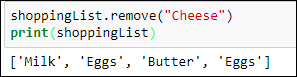 shoppingList.remove("Cheese")
print(shoppingList)
['Milk', 'Eggs', 'Butter', 'Eggs']